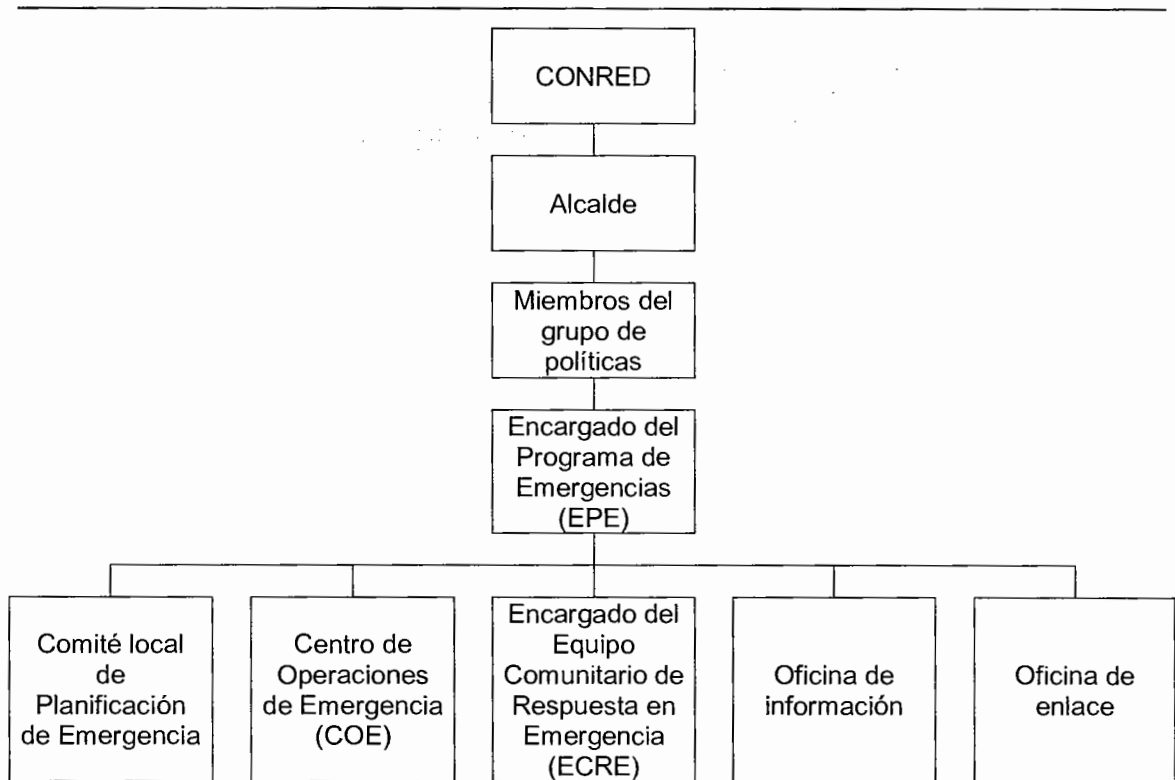 CONRED
Alcalde
Miembros del
grupo de
políticas
Encargado del
Programa de
Emergencias
(EPE)
Comité local
de
Planificación
de Emergencia
Centro de
Operaciones
de Emergencia
(COE)
Encargado del
Equipo
Comunitario de
Respuesta en
Emergencia
(ECRE)
Oficina de
información
Oficina de
enlace